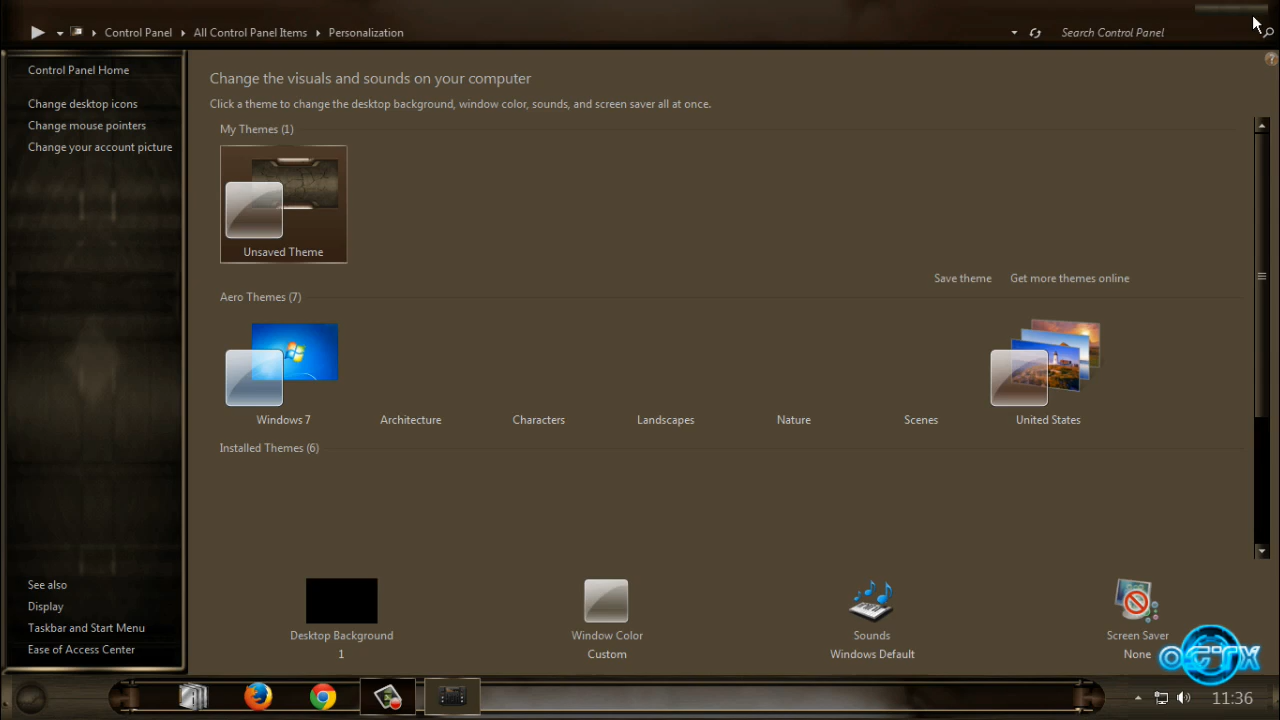 Control Panel All Control Panel Items Personalization Search Control Panel
Control Panel Home
Change desktop icons
Change mouse pointers
Change your account picture
Change the visuals and sounds on your computer
Click a theme to change the desktop background, window color, sounds, and screen saver all at once.
My Themes (1)
Unsaved Theme
Save theme Get more themes online
Aero Themes (7)
Windows 7 Architecture Characters Landscapes Nature Scenes United States
Installed Themes (6)
See also
Display
Taskbar and Start Menu
Ease of Access Center
Desktop Background Window Color Sounds Screen Saver
1 Custom Windows Default None
OCTX
11:36